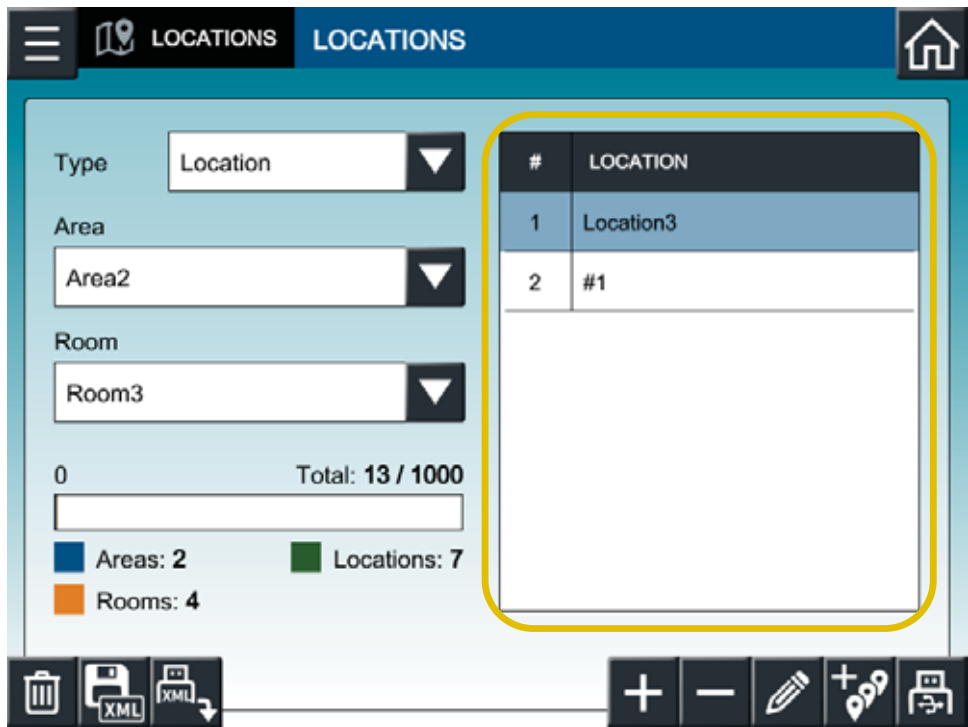 LOCATIONS
LOCATIONS
Type
Location
Area
Area2
Room
Room3
0
Total: 13 / 1000
Areas: 2
Locations: 7
Rooms: 4
# LOCATION
1 Location3
2 #1
XML
XML